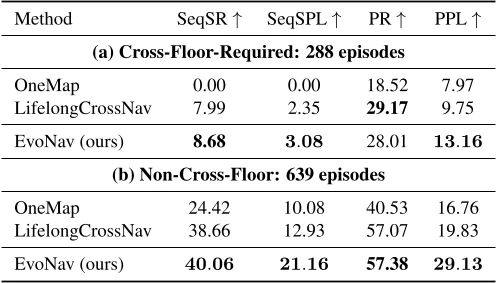 Method SeqSR ↑ SeqSPL ↑ PR ↑ PPL ↑
(a) Cross-Floor-Required: 288 episodes
OneMap 0.00 0.00 18.52 7.97
LifelongCrossNav 7.99 2.35 29.17 9.75
EvoNav (ours) 8.68 3.08 28.01 13.16
(b) Non-Cross-Floor: 639 episodes
OneMap 24.42 10.08 40.53 16.76
LifelongCrossNav 38.66 12.93 57.07 19.83
EvoNav (ours) 40.06 21.16 57.38 29.13